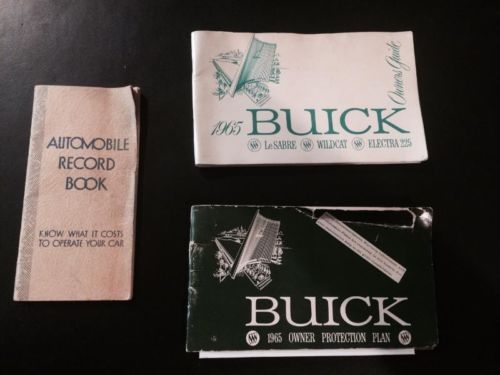 AUTOMOBILE
RECORD
BOOK
KNOW WHAT IT COSTS
TO OPERATE YOUR CAR
Owners Guide
1965 BUICK
LeSABRE WILDCAT ELECTRA 225
BUICK
1965 OWNER PROTECTION PLAN